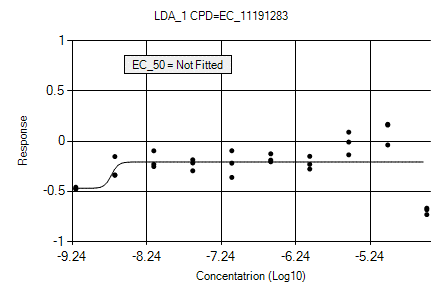 LDA_1 CPD=EC_11191283
1
EC_50 = Not Fitted
0.5
0
Response
-0.5
-1
-9.24 -8.24 -7.24 -6.24 -5.24
Concentatrion (Log10)